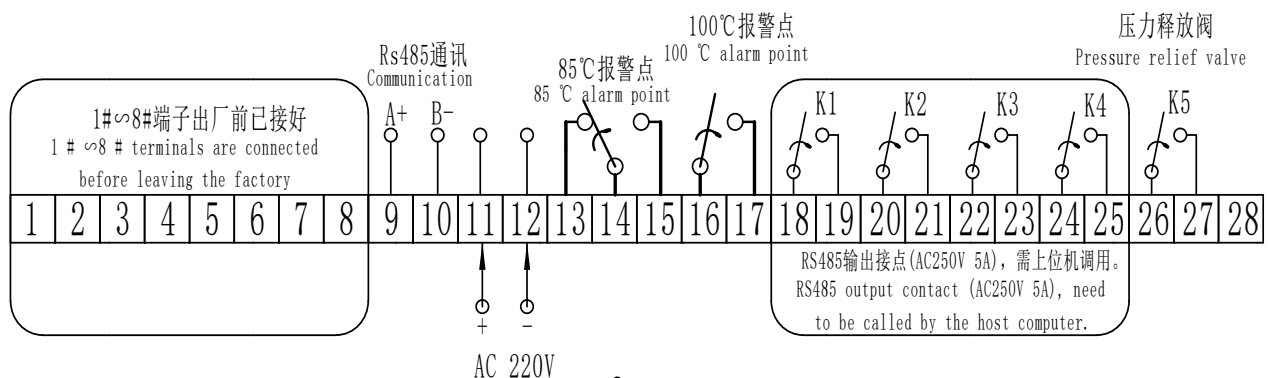 100℃报警点
100 ℃ alarm point
压力释放阀
Pressure relief valve
Rs485通讯
Communication
85℃报警点
85 ℃ alarm point
A+ B-
1#∽8#端子出厂前已接好
1 # ∽8 # terminals are connected
before leaving the factory
K1 K2 K3 K4 K5
1 2 3 4 5 6 7 8 9 10 11 12 13 14 15 16 17 18 19 20 21 22 23 24 25 26 27 28
RS485输出接点(AC250V 5A),需上位机调用。
RS485 output contact (AC250V 5A), need
to be called by the host computer.
+ -
AC 220V